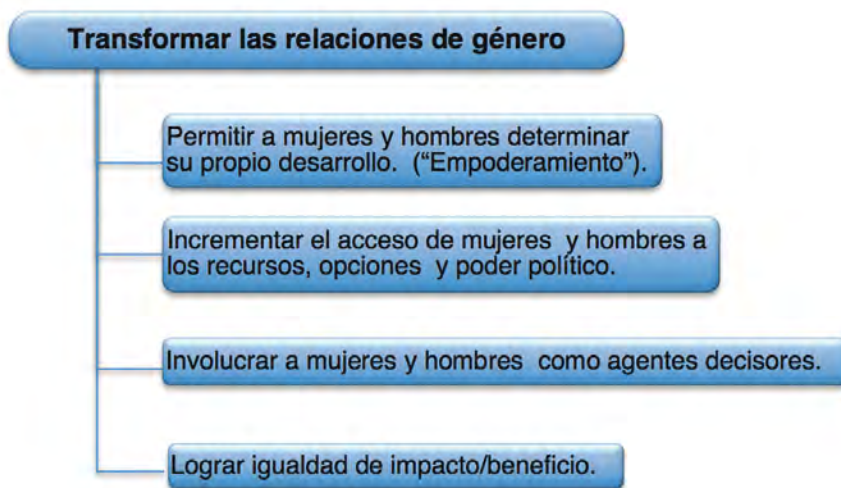 Transformar las relaciones de género
Permitir a mujeres y hombres determinar
su propio desarrollo. (“Empoderamiento”).
Incrementar el acceso de mujeres y hombres a
los recursos, opciones y poder político.
Involucrar a mujeres y hombres como agentes decisores.
Lograr igualdad de impacto/beneficio.